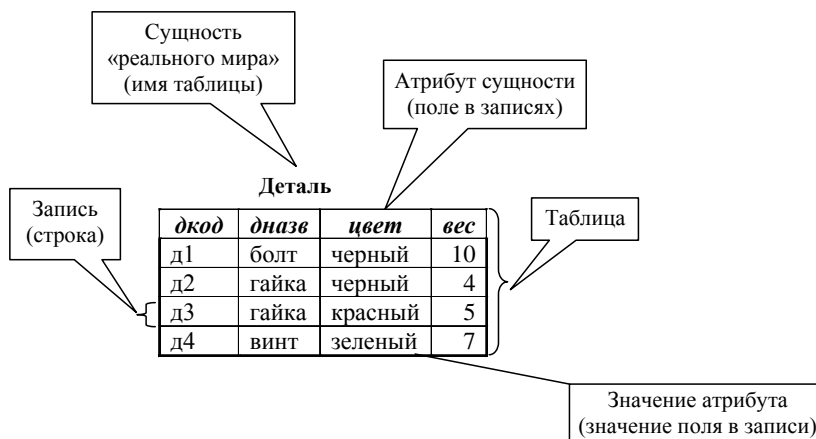 Сущность
«реального мира»
(имя таблицы)
Атрибут сущности
(поле в записях)
Деталь
Запись
(строка)
Таблица
дкод дназв цвет вес
д1 болт черный 10
д2 гайка черный 4
д3 гайка красный 5
д4 винт зеленый 7
Значение атрибута
(значение поля в записи)